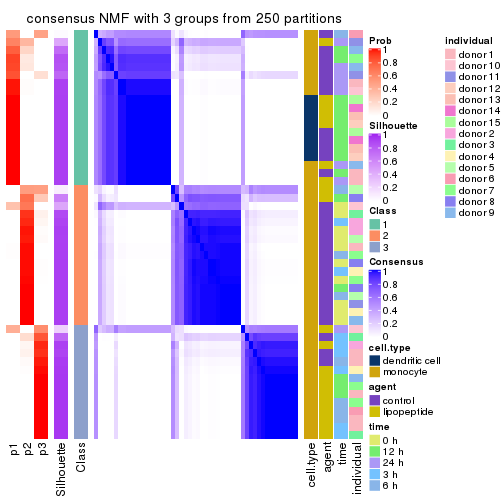 consensus NMF with 3 groups from 250 partitions
p1
p2
p3
Silhouette
Class
cell.type
agent
time
individual
Prob
1
0.8
0.6
0.4
0.2
0
Silhouette
1
0.8
0.6
0.4
0.2
0
Class
1
2
3
Consensus
1
0.8
0.6
0.4
0.2
0
cell.type
dendritic cell
monocyte
agent
control
lipopeptide
time
0 h
12 h
24 h
3 h
6 h
individual
donor 1
donor 10
donor 11
donor 12
donor 13
donor 14
donor 15
donor 2
donor 3
donor 4
donor 5
donor 6
donor 7
donor 8
donor 9